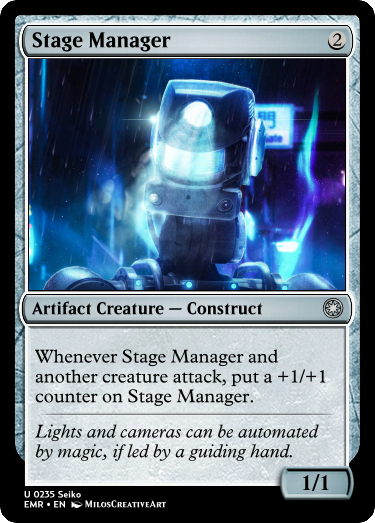 Stage Manager
2
Artifact Creature — Construct
Whenever Stage Manager and
another creature attack, put a +1/+1
counter on Stage Manager.
Lights and cameras can be automated
by magic, if led by a guiding hand.
1/1
U 0235 Seiko
EMR • EN MilosCreativeArt